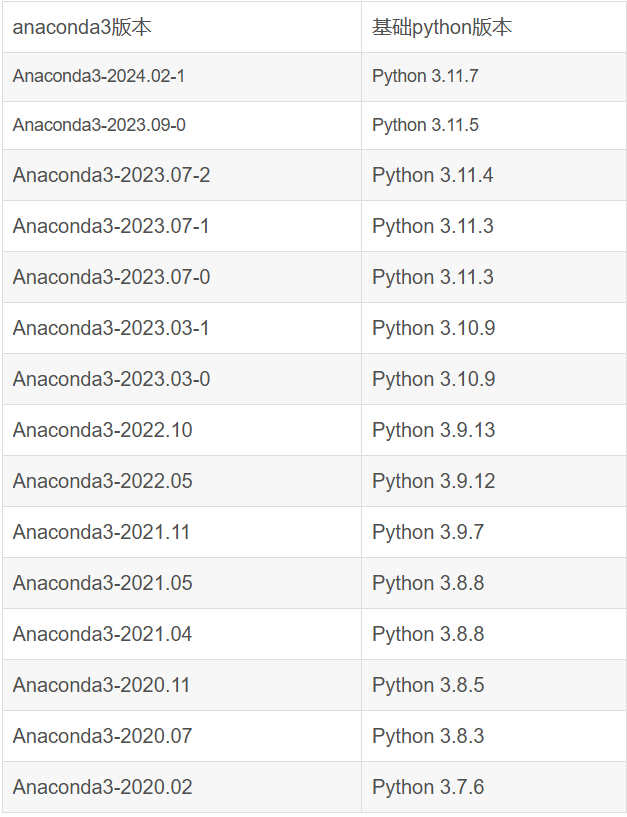 anaconda3版本 基础python版本
Anaconda3-2024.02-1 Python 3.11.7
Anaconda3-2023.09-0 Python 3.11.5
Anaconda3-2023.07-2 Python 3.11.4
Anaconda3-2023.07-1 Python 3.11.3
Anaconda3-2023.07-0 Python 3.11.3
Anaconda3-2023.03-1 Python 3.10.9
Anaconda3-2023.03-0 Python 3.10.9
Anaconda3-2022.10 Python 3.9.13
Anaconda3-2022.05 Python 3.9.12
Anaconda3-2021.11 Python 3.9.7
Anaconda3-2021.05 Python 3.8.8
Anaconda3-2021.04 Python 3.8.8
Anaconda3-2020.11 Python 3.8.5
Anaconda3-2020.07 Python 3.8.3
Anaconda3-2020.02 Python 3.7.6